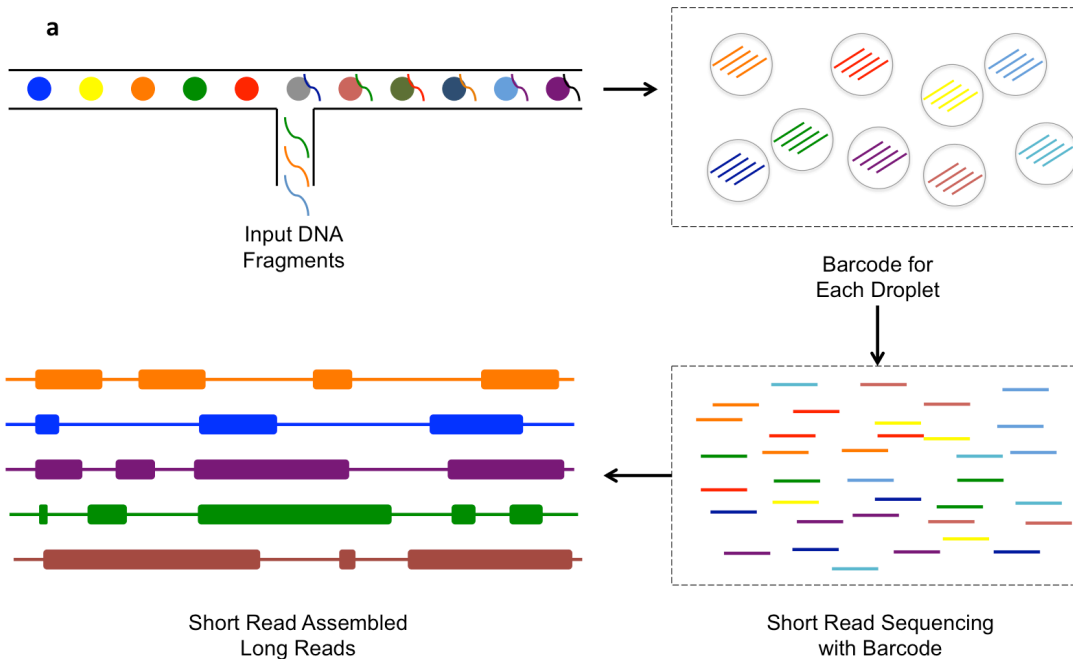 a
Input DNA
Fragments
Barcode for
Each Droplet
Short Read Assembled
Long Reads
Short Read Sequencing
with Barcode